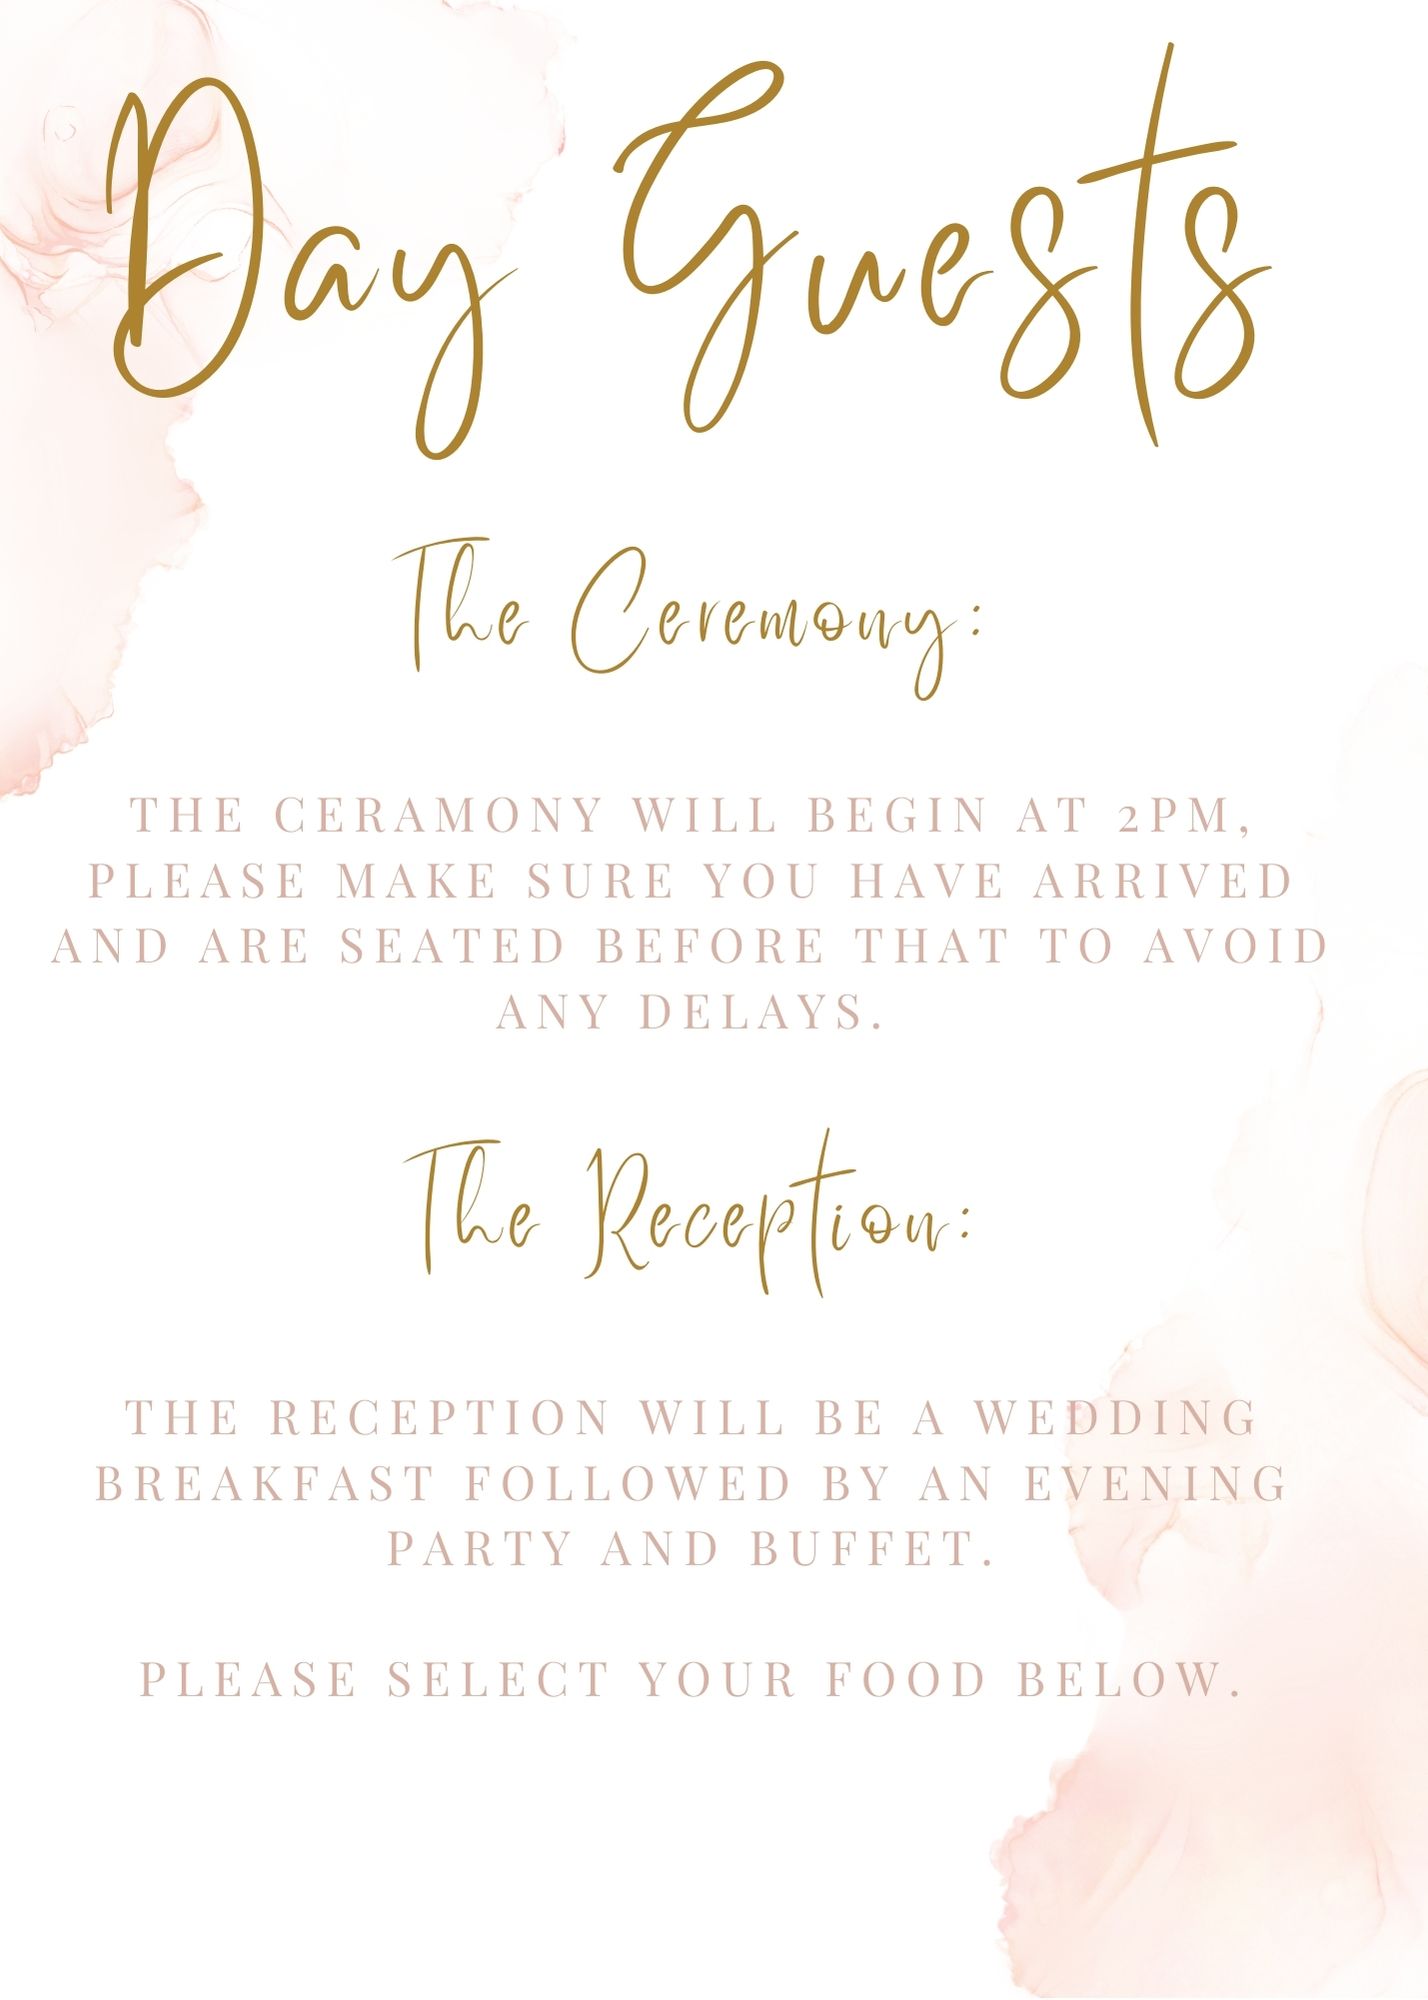 Day Guests
The Ceremony:
THE CERAMONY WILL BEGIN AT 2PM,
PLEASE MAKE SURE YOU HAVE ARRIVED
AND ARE SEATED BEFORE THAT TO AVOID
ANY DELAYS.
The Reception:
THE RECEPTION WILL BE A WEDDING
BREAKFAST FOLLOWED BY AN EVENING
PARTY AND BUFFET.
PLEASE SELECT YOUR FOOD BELOW.